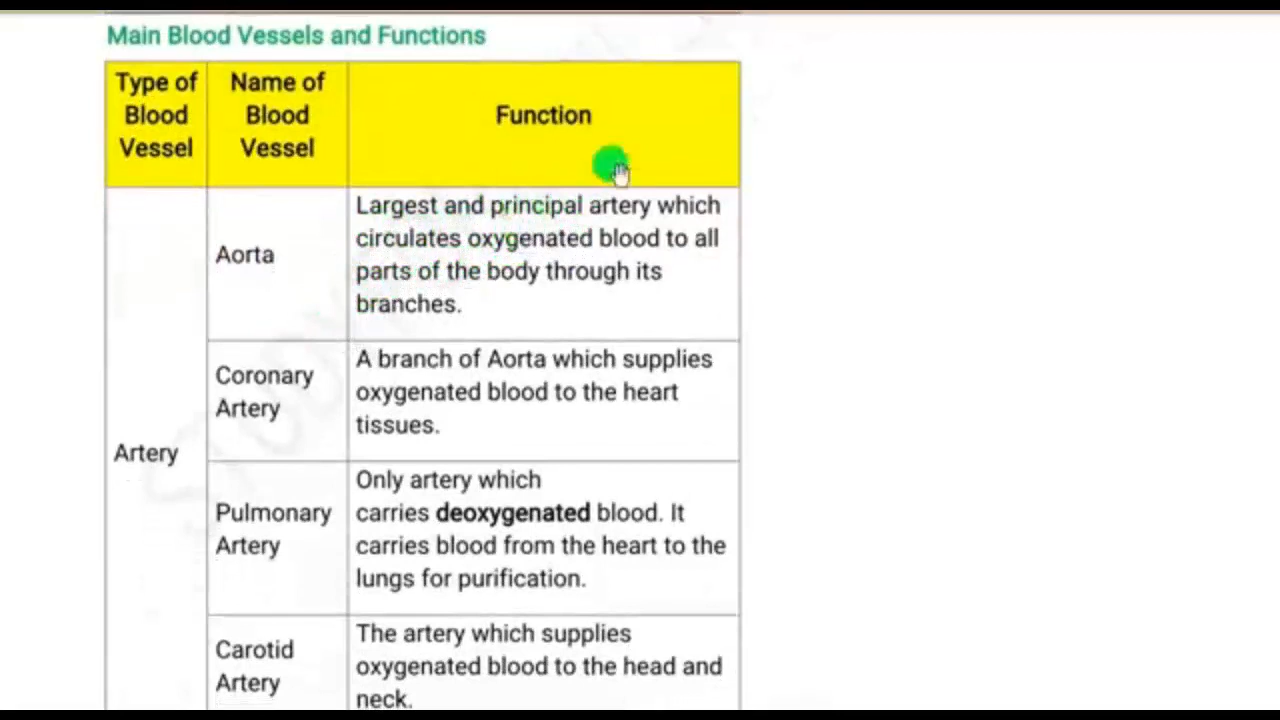 Main Blood Vessels and Functions
Type of
Blood
Vessel
Name of
Blood
Vessel
Function
Artery
Aorta
Largest and principal artery which
circulates oxygenated blood to all
parts of the body through its
branches.
Coronary
Artery
A branch of Aorta which supplies
oxygenated blood to the heart
tissues.
Pulmonary
Artery
Only artery which
carries deoxygenated blood. It
carries blood from the heart to the
lungs for purification.
Carotid
Artery
The artery which supplies
oxygenated blood to the head and
neck.